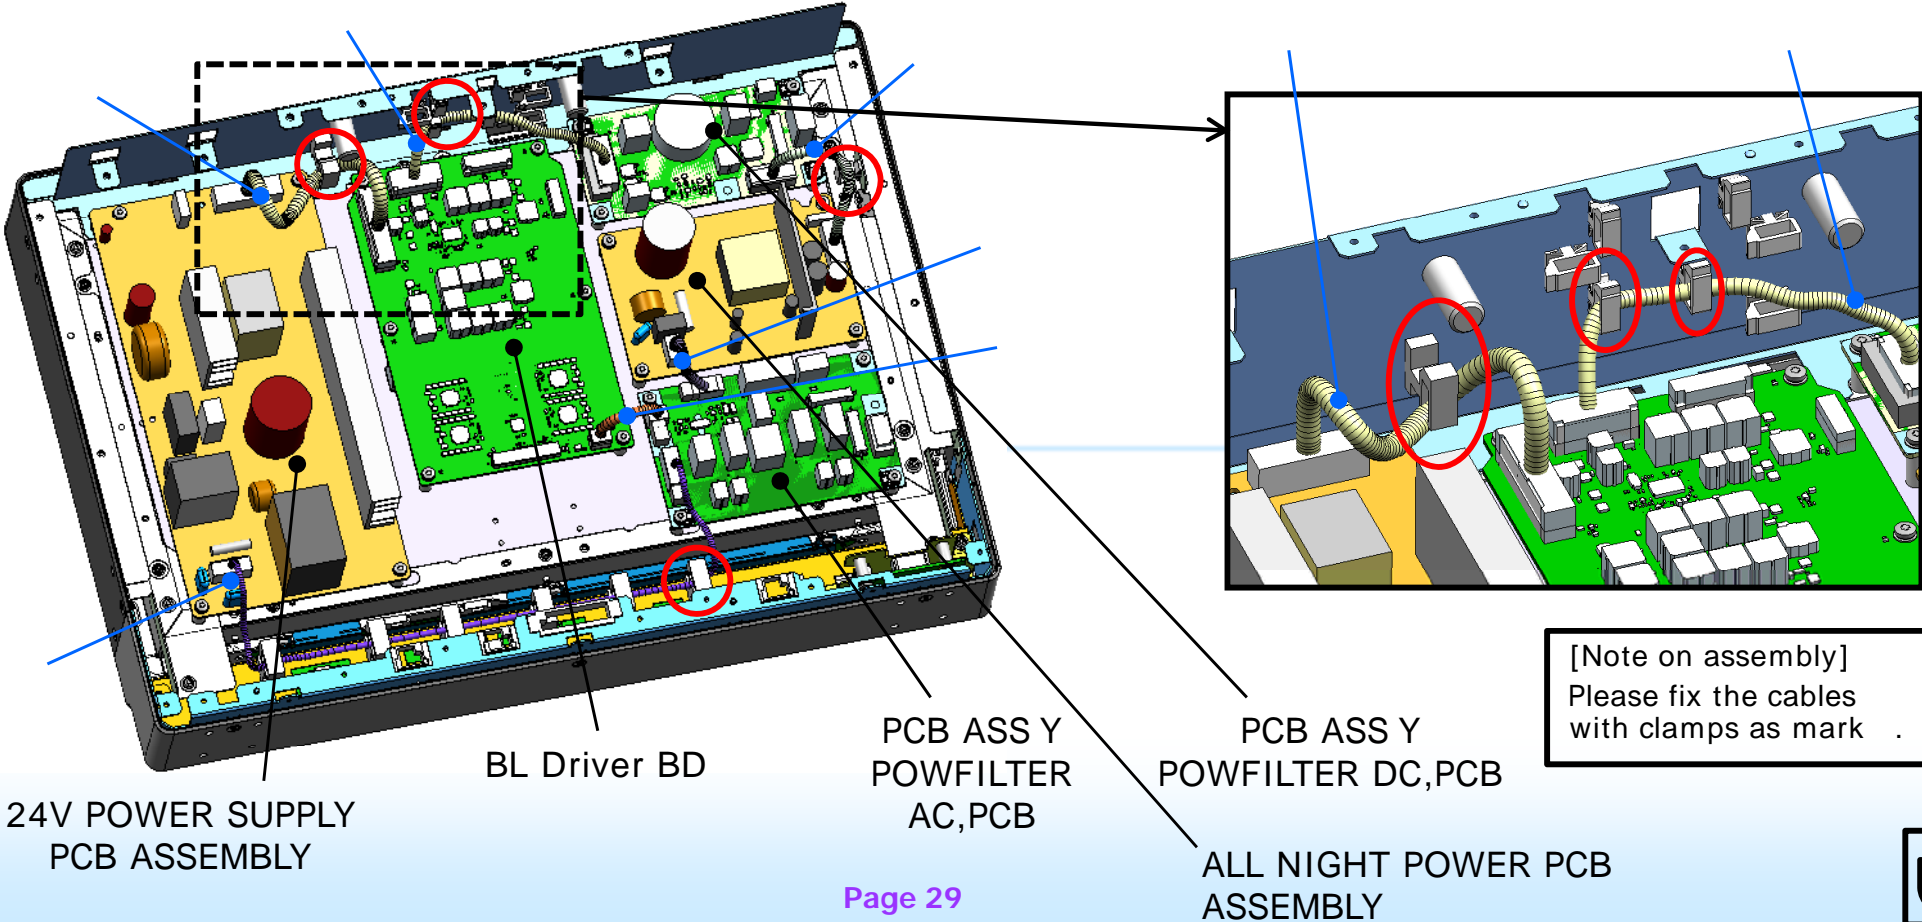 [Note on assembly]
Please fix the cables
with clamps as mark .
PCB ASS Y
POWFILTER
AC,PCB
PCB ASS Y
POWFILTER DC,PCB
BL Driver BD
24V POWER SUPPLY
PCB ASSEMBLY
ALL NIGHT POWER PCB
ASSEMBLY
Page 29